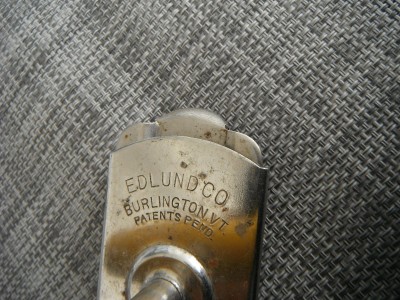 EDLUND CO.
BURLINGTON, VT.
PATENTS PEND.